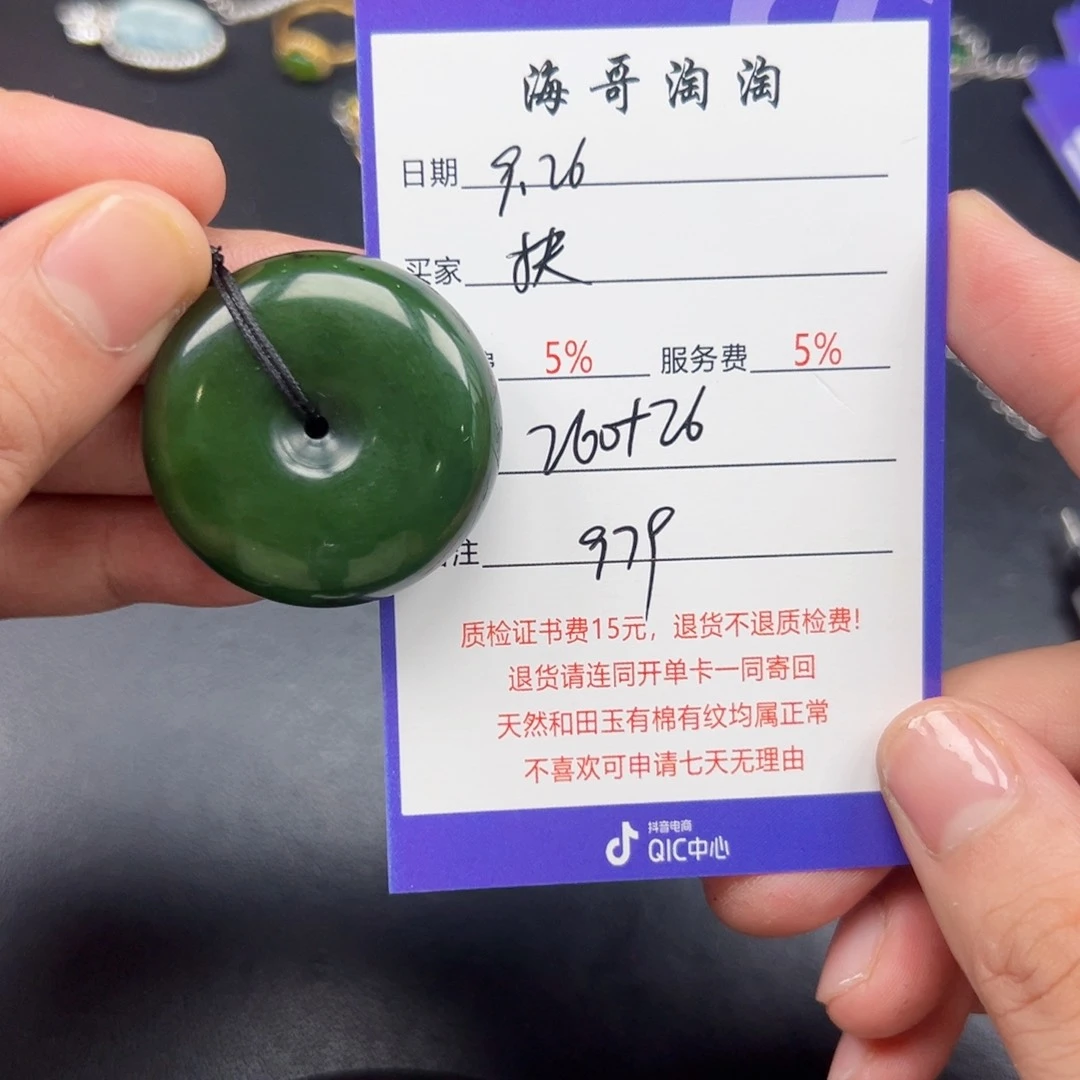 海哥淘淘
日期 9.26
买家 扶
5% 服务费 5%
260+26
注 979
质检证书费15元，退货不退质检费！
退货请连同开单卡一同寄回
天然和田玉有棉有纹均属正常
不喜欢可申请七天无理由
抖音电商
QIC中心